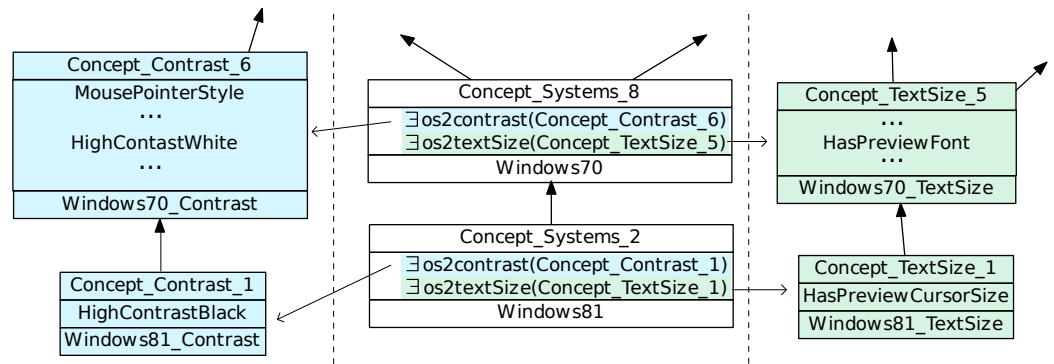 Concept_Contrast_6
MousePointerStyle
...
HighContastWhite
...
Windows70_Contrast
Concept_Contrast_1
HighContrastBlack
Windows81_Contrast
Concept_Systems_8
∃os2contrast(Concept_Contrast_6)
∃os2textSize(Concept_TextSize_5)
Windows70
Concept_Systems_2
∃os2contrast(Concept_Contrast_1)
∃os2textSize(Concept_TextSize_1)
Windows81
Concept_TextSize_5
...
HasPreviewFont
...
Windows70_TextSize
Concept_TextSize_1
HasPreviewCursorSize
Windows81_TextSize